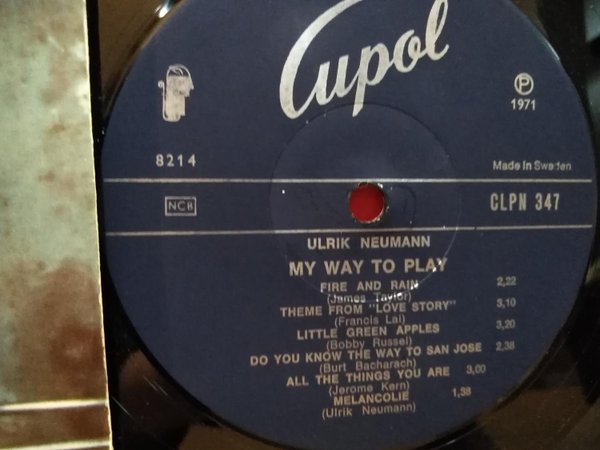 Cupol
Ⓟ
1971
8214
Made in Sweden
NCB
CLPN 347
ULRIK NEUMANN
MY WAY TO PLAY
FIRE AND RAIN 2,22
(James Taylor)
THEME FROM "LOVE STORY" 3,10
(Francis Lai)
LITTLE GREEN APPLES 3,20
(Bobby Russel)
DO YOU KNOW THE WAY TO SAN JOSE 2,38
(Burt Bacharach)
ALL THE THINGS YOU ARE 3,00
(Jerome Kern)
MELANCOLIE 1,38
(Ulrik Neumann)